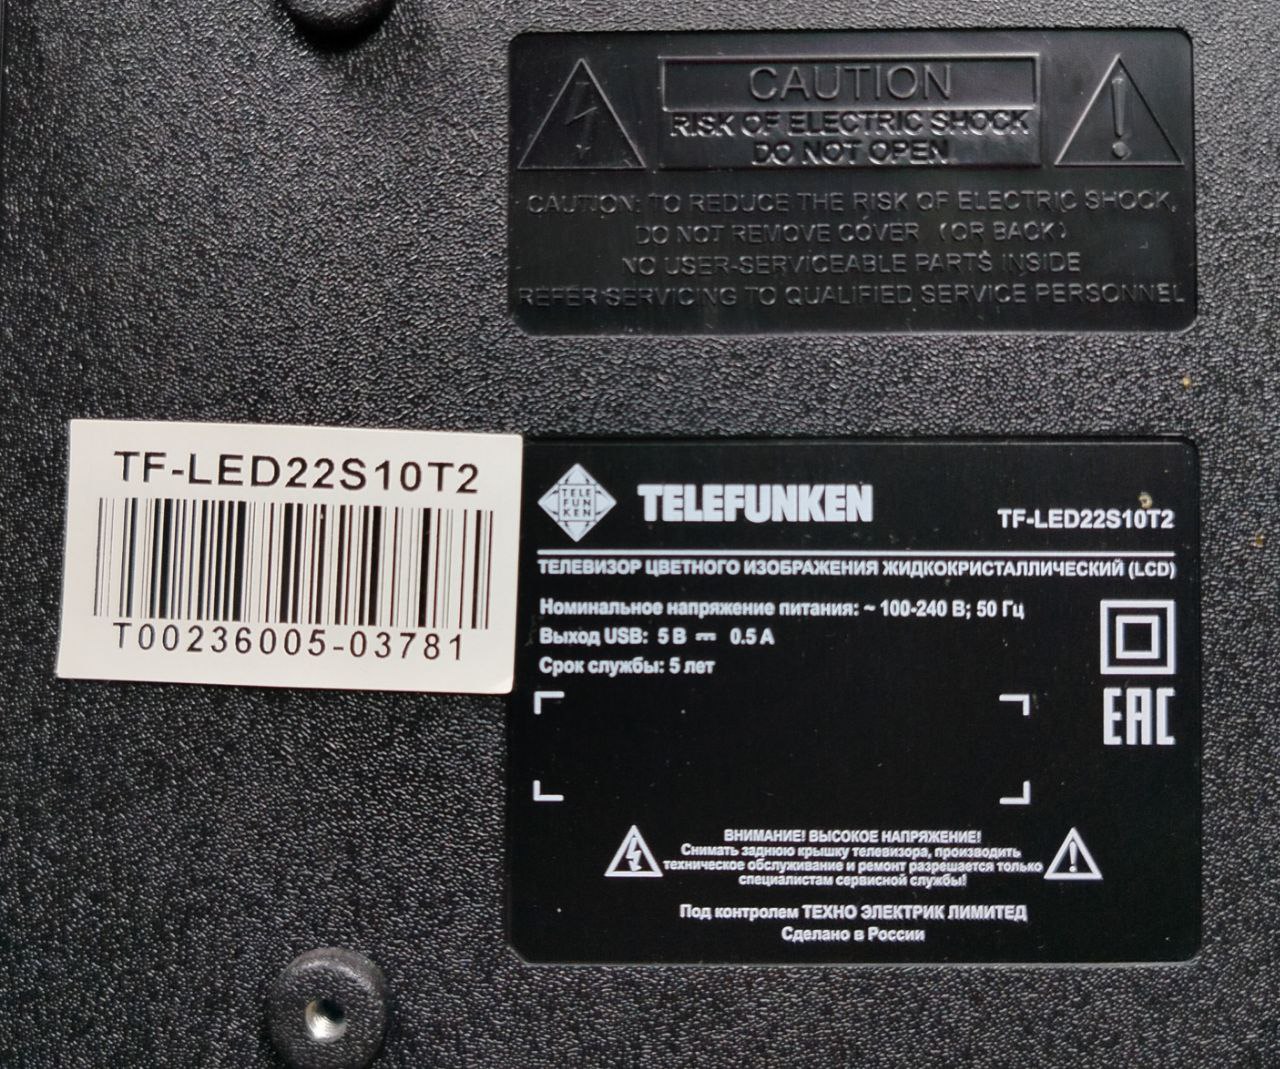 CAUTION
RISK OF ELECTRIC SHOCK
DO NOT OPEN
CAUTION: TO REDUCE THE RISK OF ELECTRIC SHOCK,
DO NOT REMOVE COVER (OR BACK)
NO USER-SERVICEABLE PARTS INSIDE
REFER SERVICING TO QUALIFIED SERVICE PERSONNEL
TF-LED22S10T2
T00236005-03781
TELE
FUN
KEN
TELEFUNKEN
TF-LED22S10T2
ТЕЛЕВИЗОР ЦВЕТНОГО ИЗОБРАЖЕНИЯ ЖИДКОКРИСТАЛЛИЧЕСКИЙ (LCD)
Номинальное напряжение питания: ~ 100-240 В; 50 Гц
Выход USB: 5 В ⎓ 0.5 А
Срок службы: 5 лет
EAC
ВНИМАНИЕ! ВЫСОКОЕ НАПРЯЖЕНИЕ!
Снимать заднюю крышку телевизора, производить
техническое обслуживание и ремонт разрешается только
специалистам сервисной службы!
Под контролем ТЕХНО ЭЛЕКТРИК ЛИМИТЕД
Сделано в России